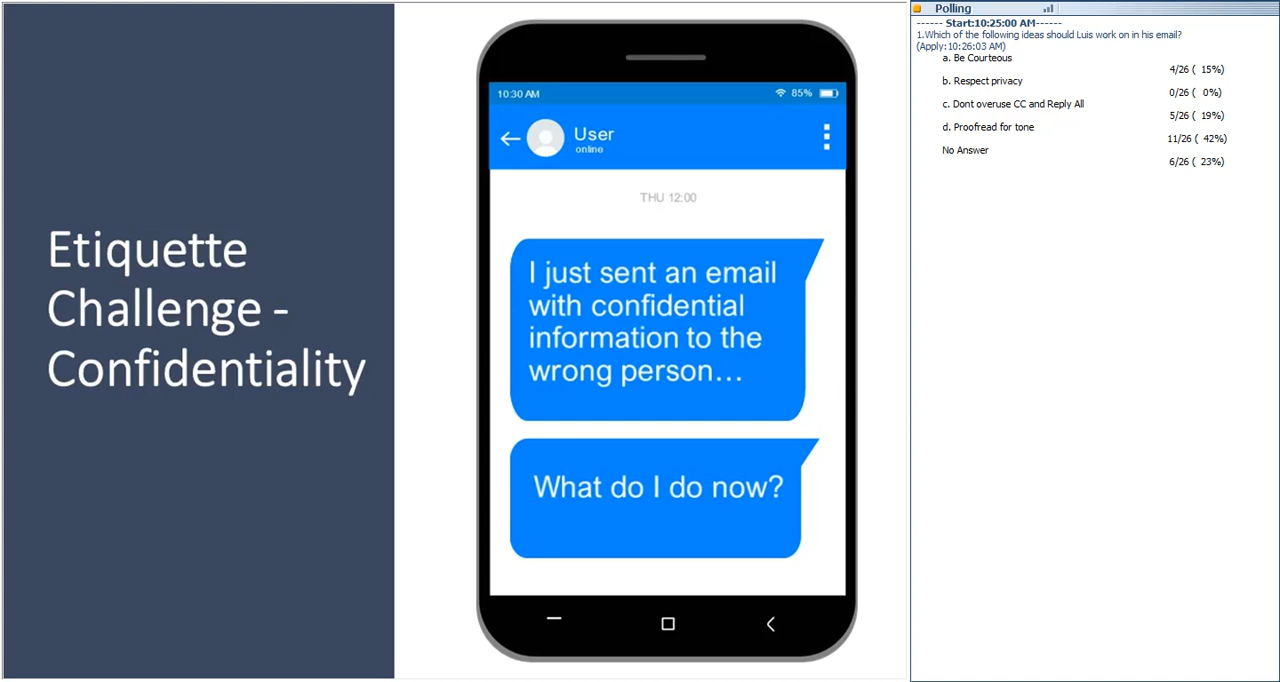 Etiquette
Challenge -
Confidentiality
10:30 AM
85%
User
online
THU 12:00
I just sent an email
with confidential
information to the
wrong person...
What do I do now?
Polling
------ Start:10:25:00 AM------
1.Which of the following ideas should Luis work on in his email?
(Apply:10:26:03 AM)
a. Be Courteous
4/26 ( 15%)
b. Respect privacy
0/26 ( 0%)
c. Dont overuse CC and Reply All
5/26 ( 19%)
d. Proofread for tone
11/26 ( 42%)
No Answer
6/26 ( 23%)